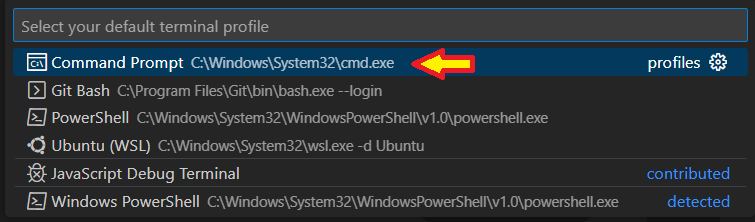 Select your default terminal profile
Command Prompt C:\Windows\System32\cmd.exe profiles
Git Bash C:\Program Files\Git\bin\bash.exe --login
PowerShell C:\Windows\System32\WindowsPowerShell\v1.0\powershell.exe
Ubuntu (WSL) C:\Windows\System32\wsl.exe -d Ubuntu
JavaScript Debug Terminal contributed
Windows PowerShell C:\Windows\System32\WindowsPowerShell\v1.0\powershell.exe detected